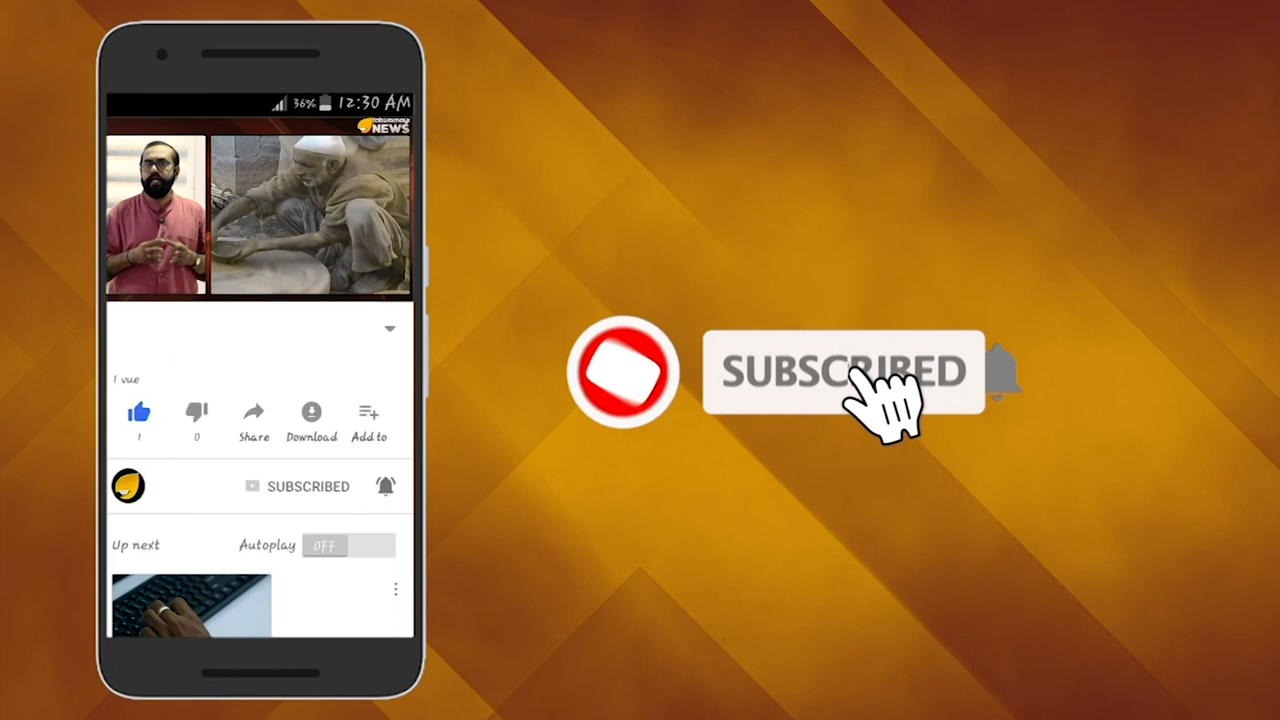 36% 12:30 AM
NEWS
1 vue
1
0
Share
Download
Add to
SUBSCRIBED
Up next
Autoplay
OFF
SUBSCRIBED